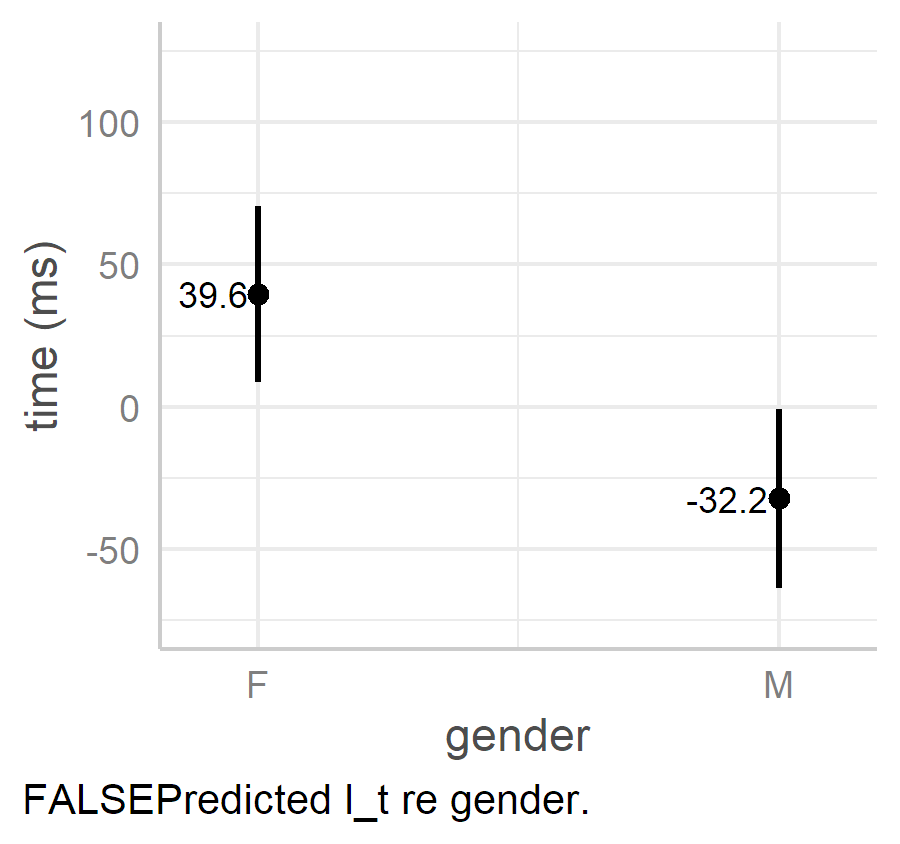 100
50
0
-50
time (ms)
39.6
-32.2
F
M
gender
FALSEPredicted l_t re gender.